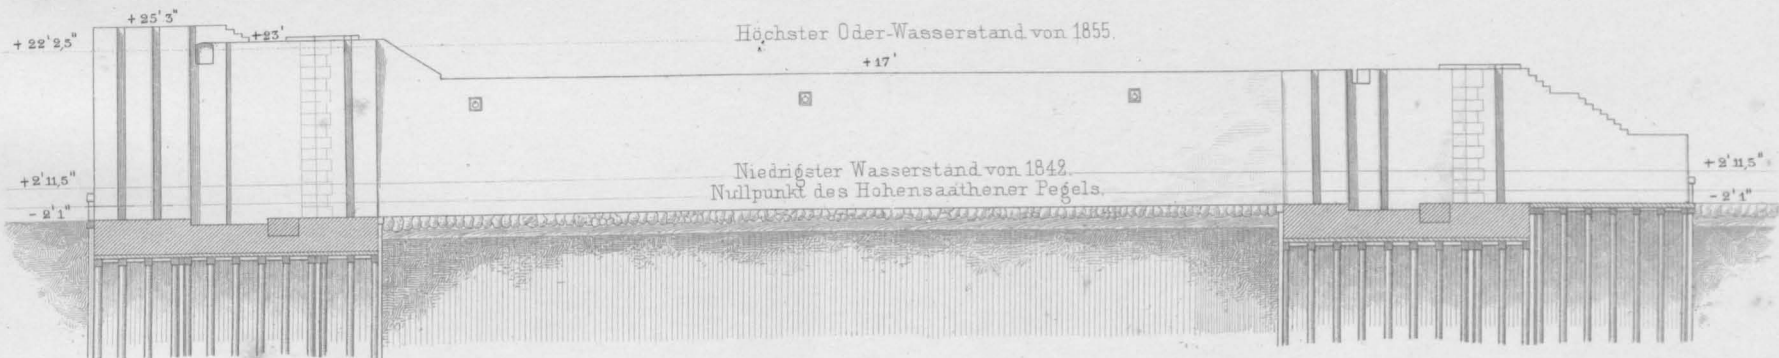 + 25' 3"
+ 22' 2,5"
+23'
Höchster Oder-Wasserstand von 1855.
+17'
Niedrigster Wasserstand von 1842.
Nullpunkt des Hohensaathener Pegels.
+2' 11,5"
- 2' 1"
+2' 11,5"
- 2' 1"